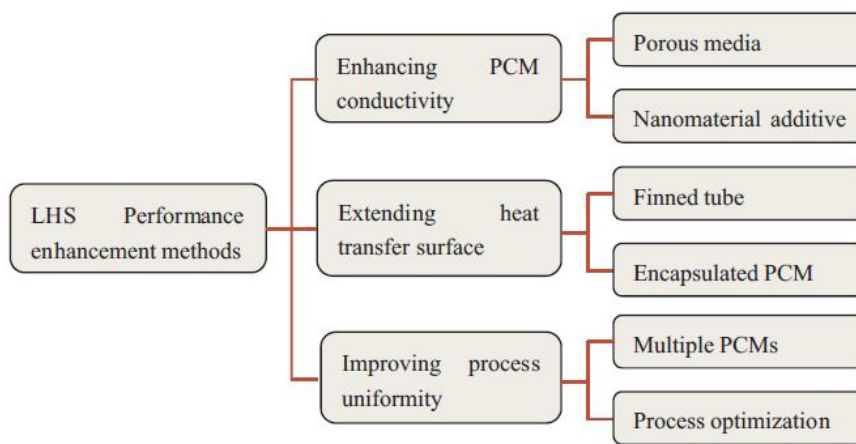 LHS Performance
enhancement methods
Enhancing PCM
conductivity
Porous media
Nanomaterial additive
Extending heat
transfer surface
Finned tube
Encapsulated PCM
Improving process
uniformity
Multiple PCMs
Process optimization